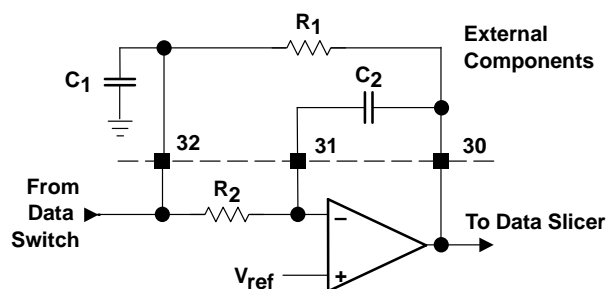 R1
External
Components
C1
C2
32
31
30
From
Data
Switch
R2
−
+
To Data Slicer
Vref